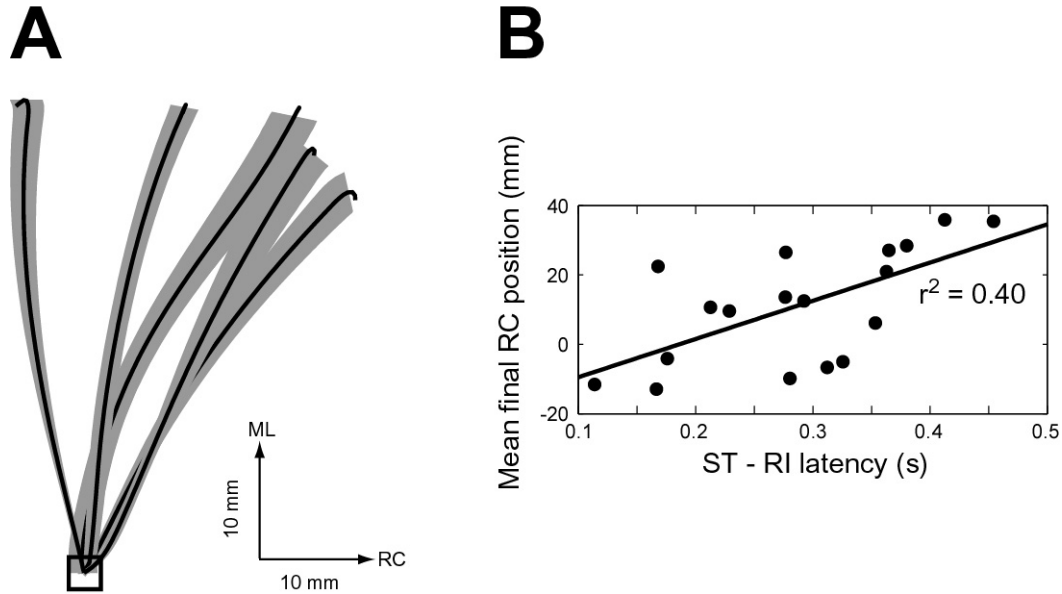 A
ML
10 mm
RC
10 mm
B
Mean final RC position (mm)
40
20
0
-20
r² = 0.40
0.1 0.2 0.3 0.4 0.5
ST - RI latency (s)